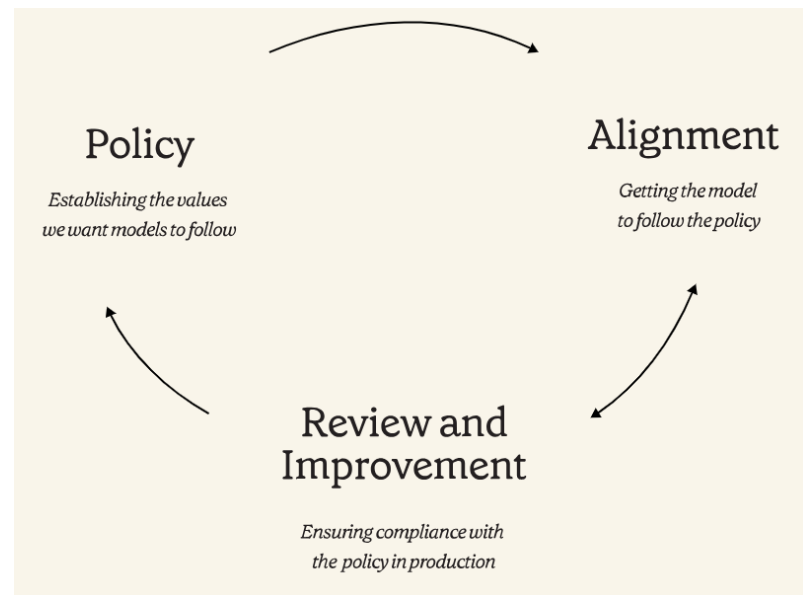 Policy
Establishing the values
we want models to follow
Alignment
Getting the model
to follow the policy
Review and
Improvement
Ensuring compliance with
the policy in production